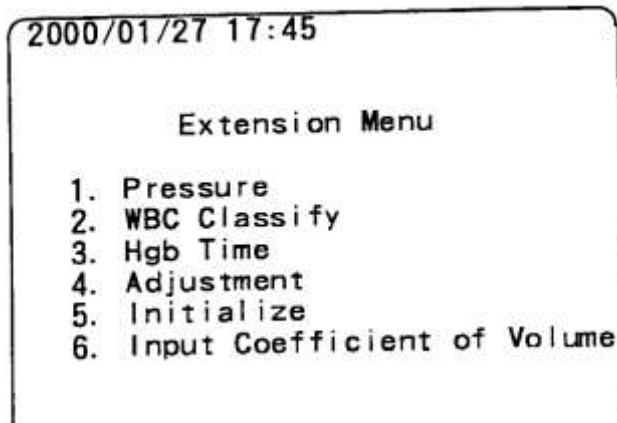 2000/01/27 17:45
Extension Menu
1. Pressure
2. WBC Classify
3. Hgb Time
4. Adjustment
5. Initialize
6. Input Coefficient of Volume